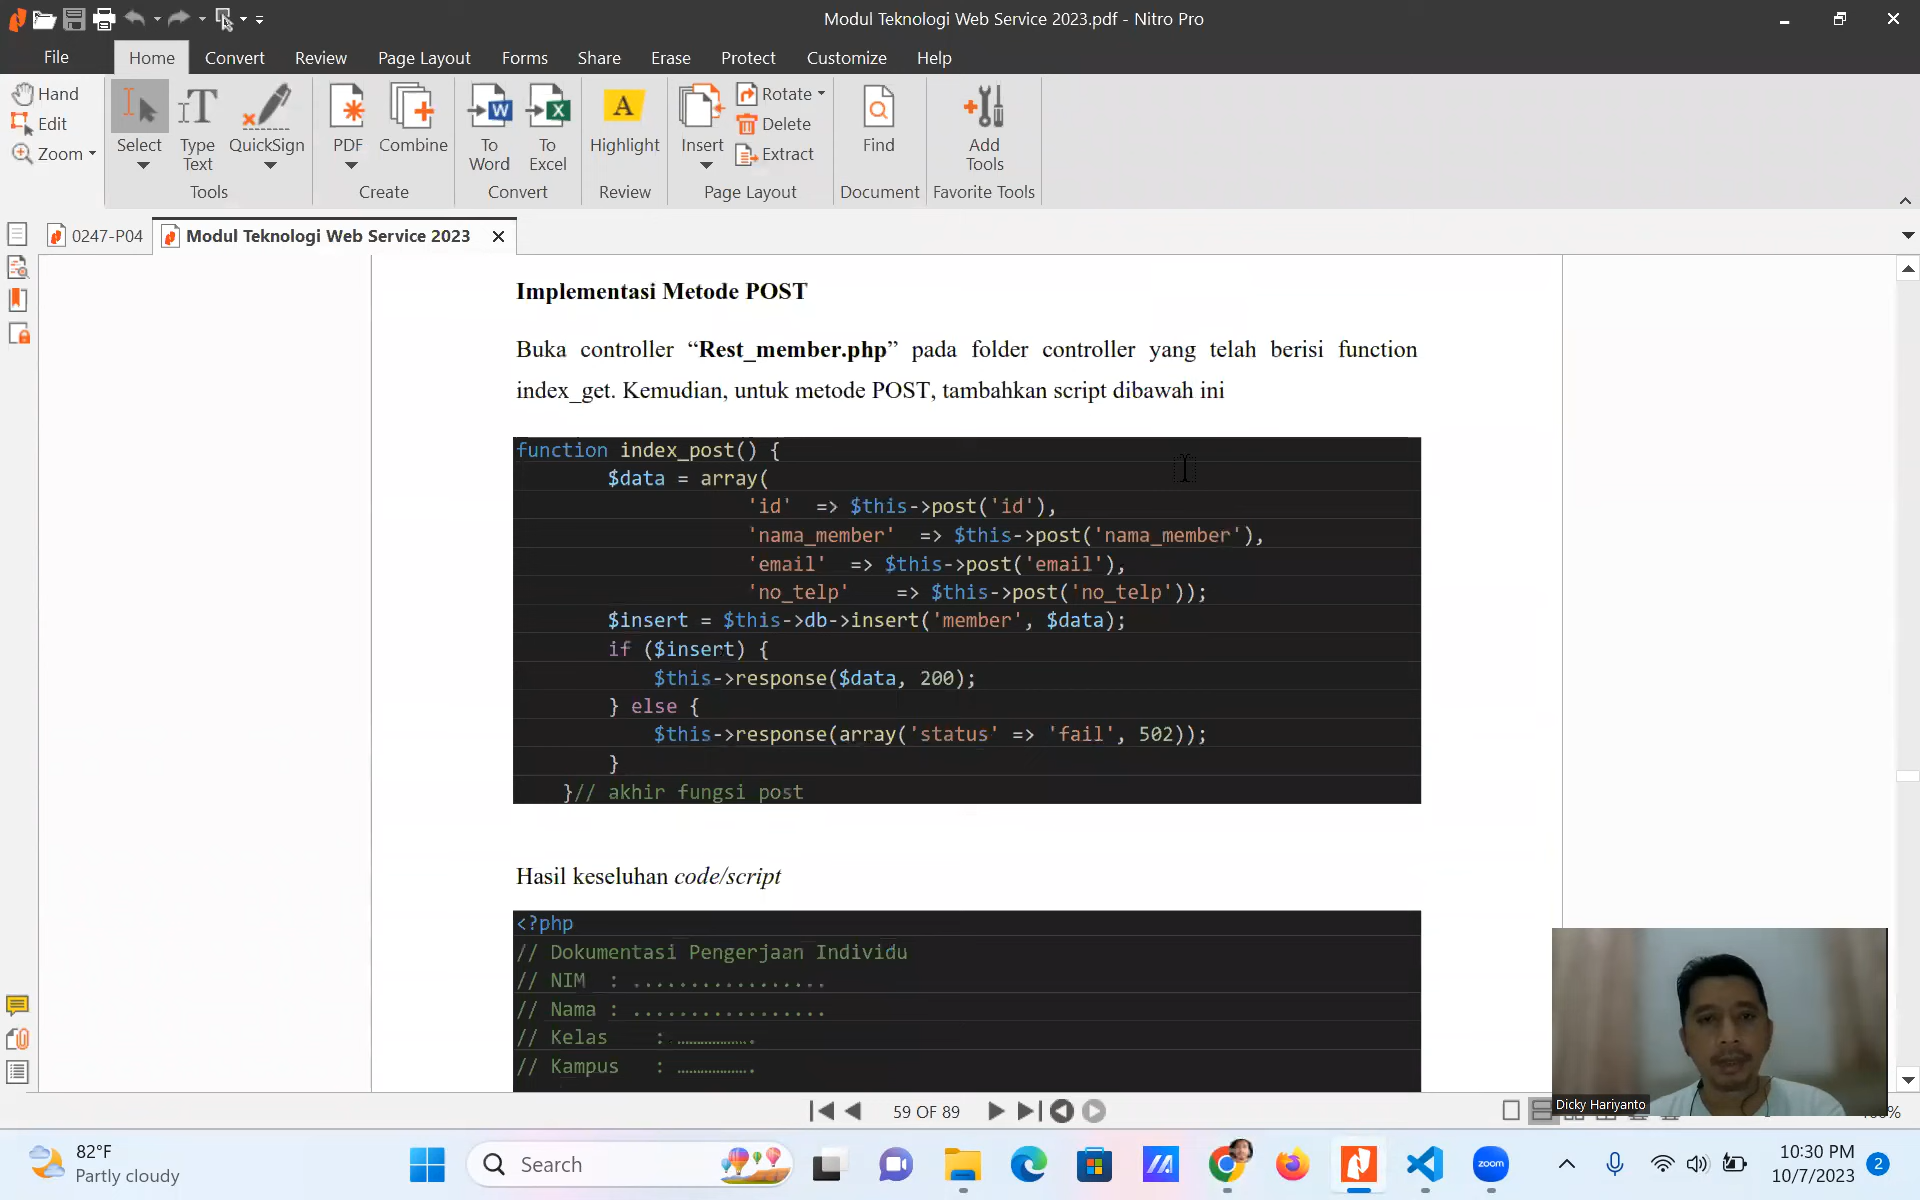 Modul Teknologi Web Service 2023.pdf - Nitro Pro
File Home Convert Review Page Layout Forms Share Erase Protect Customize Help
Hand
Edit
Zoom
Select
Type Text
QuickSign
Tools
PDF
Combine
Create
To Word
To Excel
Convert
Highlight
Review
Insert
Rotate
Delete
Extract
Page Layout
Find
Document
Add Tools
Favorite Tools
0247-P04
Modul Teknologi Web Service 2023
Implementasi Metode POST
Buka controller “Rest_member.php” pada folder controller yang telah berisi function
index_get. Kemudian, untuk metode POST, tambahkan script dibawah ini
function index_post() {
$data = array(
'id' => $this->post('id'),
'nama_member' => $this->post('nama_member'),
'email' => $this->post('email'),
'no_telp' => $this->post('no_telp'));
$insert = $this->db->insert('member', $data);
if ($insert) {
$this->response($data, 200);
} else {
$this->response(array('status' => 'fail', 502));
}
}// akhir fungsi post
Hasil keseluhan code/script
<?php
// Dokumentasi Pengerjaan Individu
// NIM : .................
// Nama : .................
// Kelas : ……………….
// Kampus : ……………….
Dicky Hariyanto
59 OF 89
82°F
Partly cloudy
Search
zoom
10:30 PM
10/7/2023
2